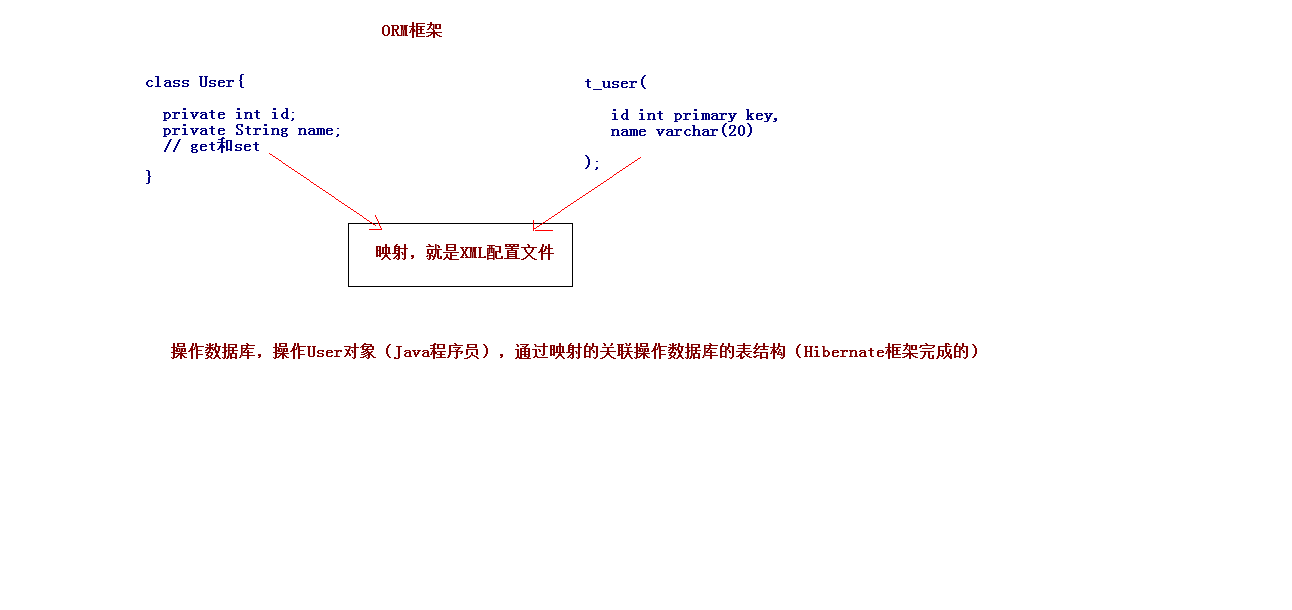 ORM框架
class User{
private int id;
private String name;
// get和set
}
t_user(
id int primary key,
name varchar(20)
);
映射，就是XML配置文件
操作数据库，操作User对象（Java程序员），通过映射的关联操作数据库的表结构（Hibernate框架完成的）